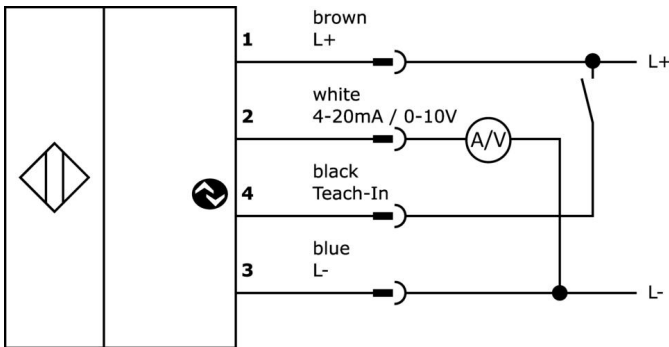 brown
1 L+ L+
white
2 4-20mA / 0-10V
A/V
black
4 Teach-In
blue
3 L-
L-